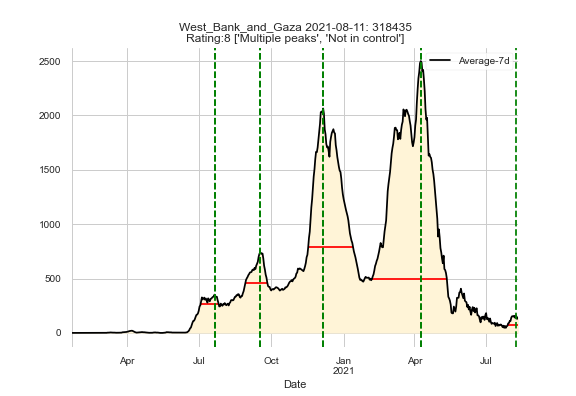 West_Bank_and_Gaza 2021-08-11: 318435
Rating:8 ['Multiple peaks', 'Not in control']
Average-7d
2500
2000
1500
1000
500
0
Apr Jul Oct Jan Apr Jul
2021
Date